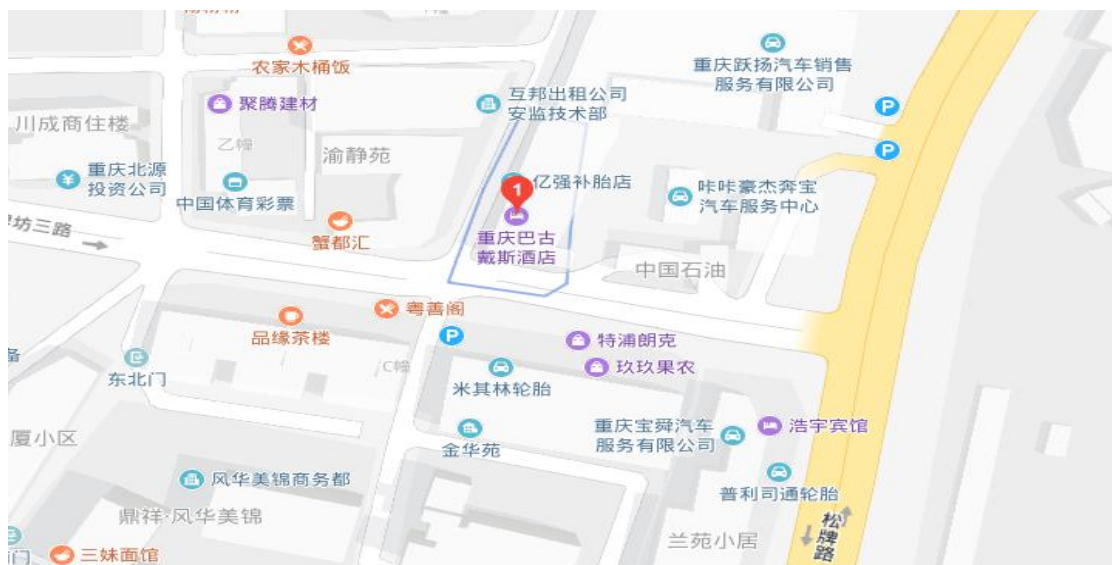 农家木桶饭
重庆跃扬汽车销售
服务有限公司
互邦出租公司
安监技术部
聚腾建材
P
川成商住楼
乙幢
渝静苑
P
重庆北源
投资公司
亿强补胎店
1
咔咔豪杰奔宝
汽车服务中心
中国体育彩票
坊三路
蟹都汇
重庆巴古
戴斯酒店
中国石油
粤善阁
品缘茶楼
P
特浦朗克
C幢
玖玖果农
备
东北门
米其林轮胎
重庆宝舜汽车
服务有限公司
浩宇宾馆
厦小区
金华苑
风华美锦商务都
普利司通轮胎
鼎祥·风华美锦
松牌路
兰苑小居
门
三妹面馆